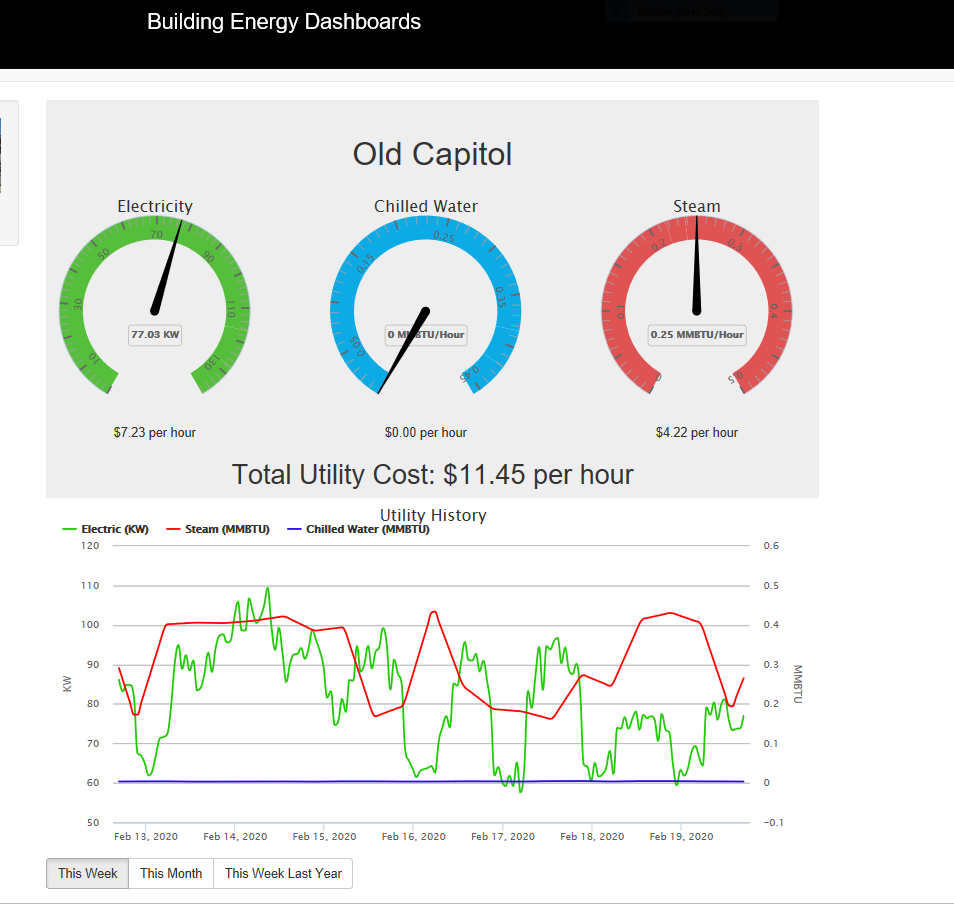 Building Energy Dashboards
Old Capitol
Electricity
Chilled Water
Steam
10 30 50 70 90 110 130
77.03 KW
0.05 0.15 0.25 0.35 0.45
0 MMBTU/Hour
0 0.1 0.2 0.3 0.4 0.5
0.25 MMBTU/Hour
$7.23 per hour
$0.00 per hour
$4.22 per hour
Total Utility Cost: $11.45 per hour
Utility History
Electric (KW) Steam (MMBTU) Chilled Water (MMBTU)
120 0.6
110 0.5
100 0.4
90 0.3
KW
MMBTU
80 0.2
70 0.1
60 0
50 −0.1
Feb 13, 2020 Feb 14, 2020 Feb 15, 2020 Feb 16, 2020 Feb 17, 2020 Feb 18, 2020 Feb 19, 2020
This Week This Month This Week Last Year